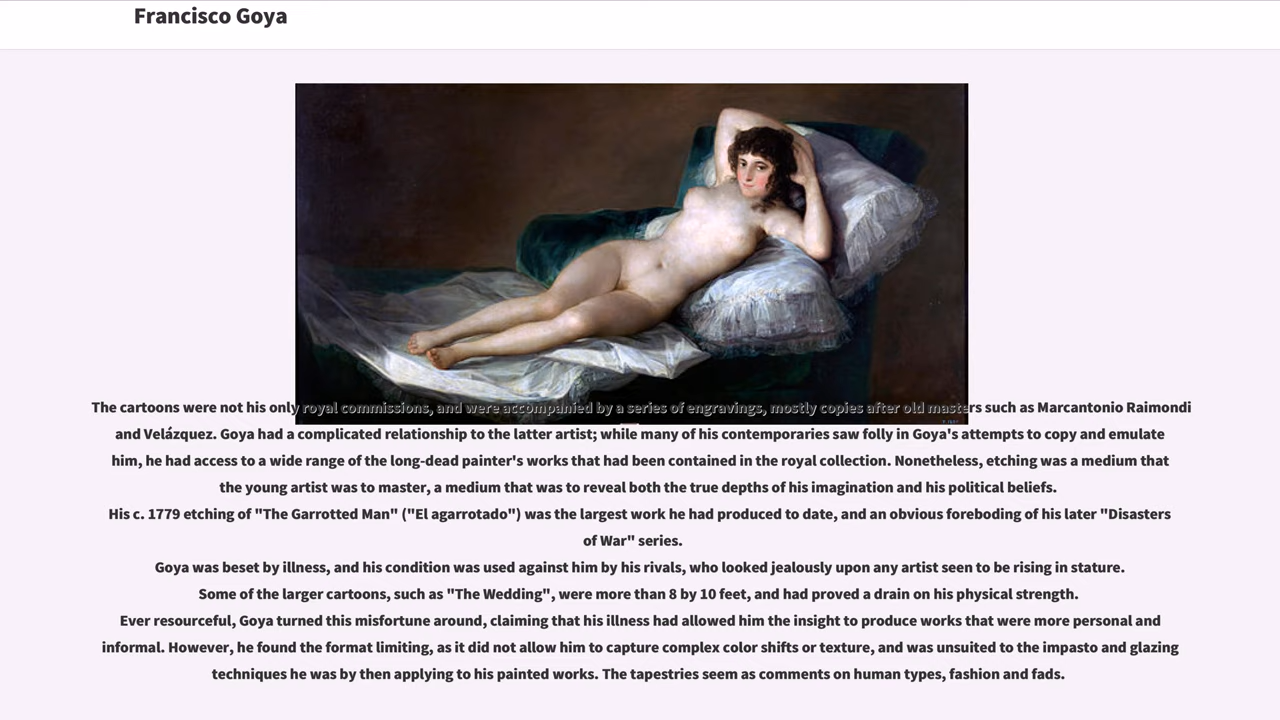 Francisco Goya
The cartoons were not his only royal commissions, and were accompanied by a series of engravings, mostly copies after old masters such as Marcantonio Raimondi
and Velázquez. Goya had a complicated relationship to the latter artist; while many of his contemporaries saw folly in Goya's attempts to copy and emulate
him, he had access to a wide range of the long-dead painter's works that had been contained in the royal collection. Nonetheless, etching was a medium that
the young artist was to master, a medium that was to reveal both the true depths of his imagination and his political beliefs.
His c. 1779 etching of "The Garrotted Man" ("El agarrotado") was the largest work he had produced to date, and an obvious foreboding of his later "Disasters
of War" series.
Goya was beset by illness, and his condition was used against him by his rivals, who looked jealously upon any artist seen to be rising in stature.
Some of the larger cartoons, such as "The Wedding", were more than 8 by 10 feet, and had proved a drain on his physical strength.
Ever resourceful, Goya turned this misfortune around, claiming that his illness had allowed him the insight to produce works that were more personal and
informal. However, he found the format limiting, as it did not allow him to capture complex color shifts or texture, and was unsuited to the impasto and glazing
techniques he was by then applying to his painted works. The tapestries seem as comments on human types, fashion and fads.